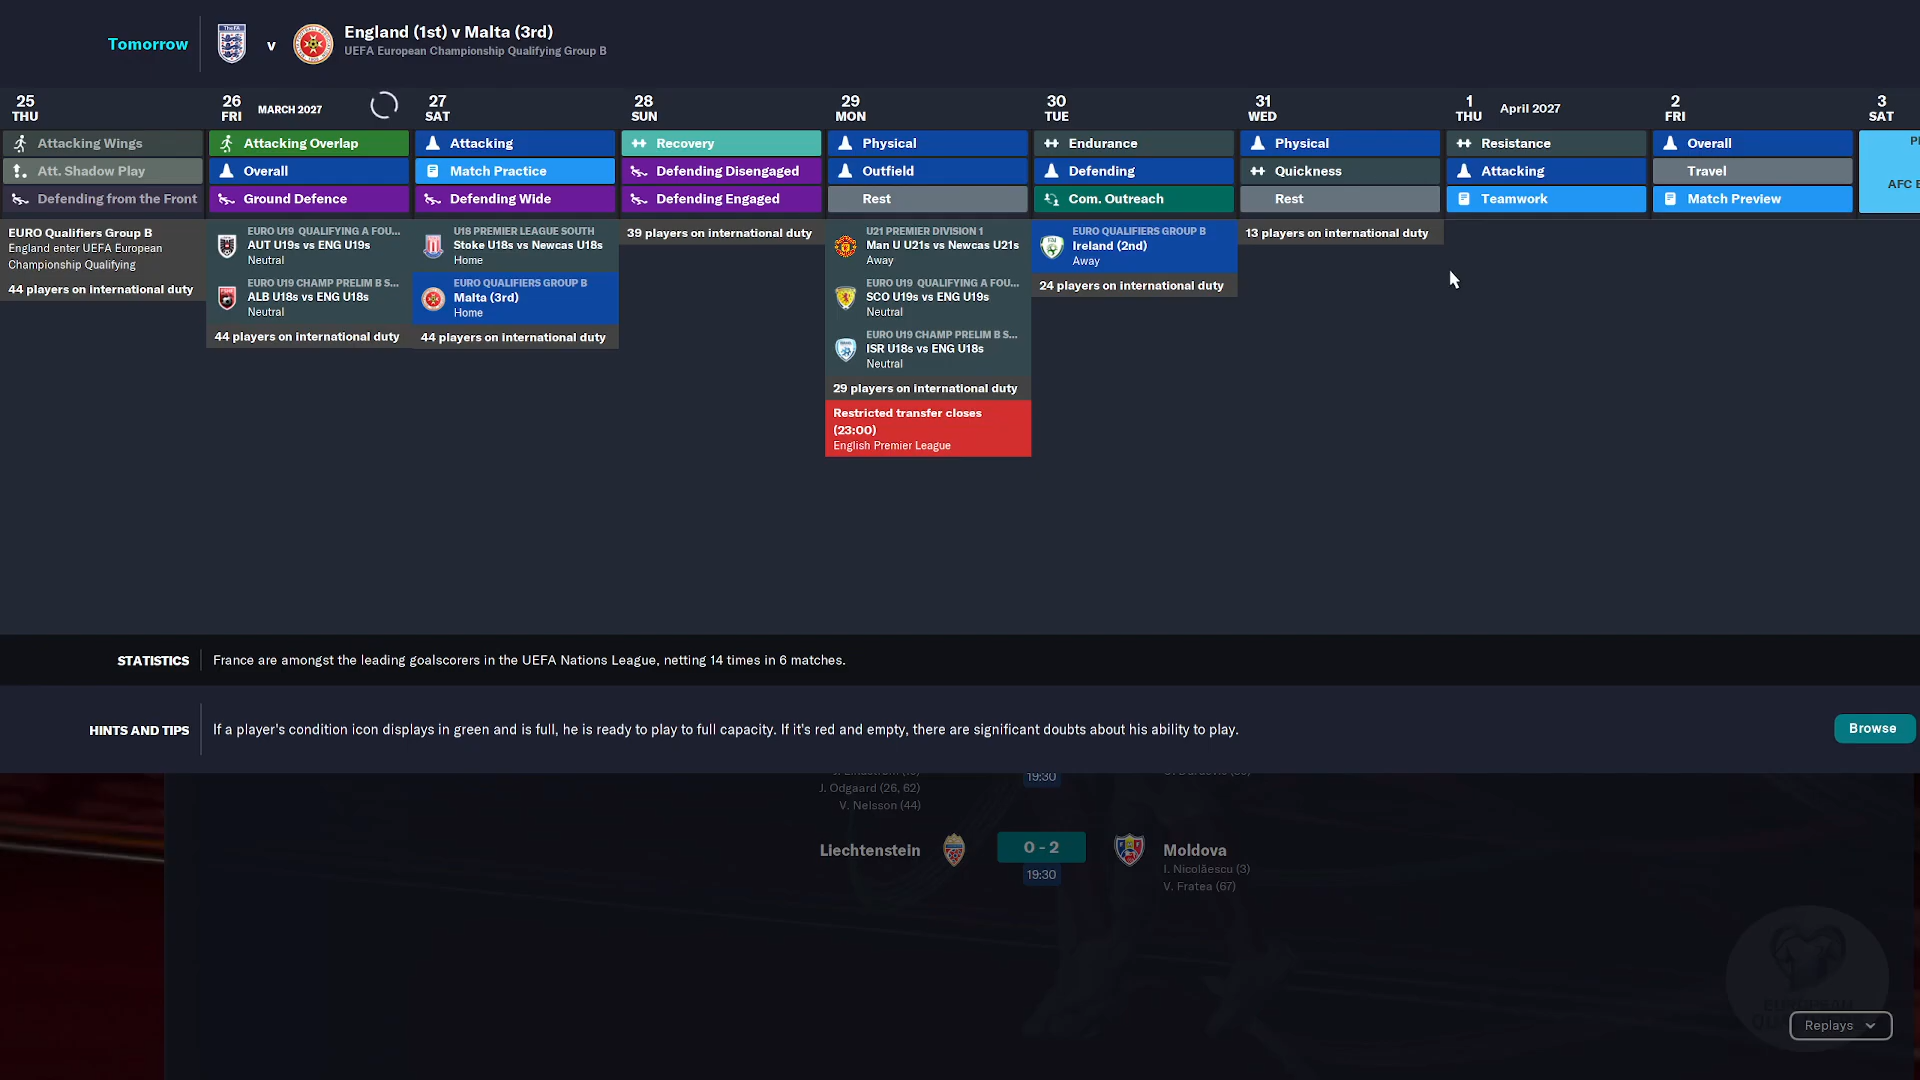 Tomorrow
v
England (1st) v Malta (3rd)
UEFA European Championship Qualifying Group B
25
THU
26
FRI
MARCH 2027
27
SAT
28
SUN
29
MON
30
TUE
31
WED
1
THU
April 2027
2
FRI
3
SAT
Attacking Wings
Att. Shadow Play
Defending from the Front
EURO Qualifiers Group B
England enter UEFA European
Championship Qualifying
44 players on international duty
Attacking Overlap
Overall
Ground Defence
EURO U19 QUALIFYING A FOU...
AUT U19s vs ENG U19s
Neutral
EURO U19 CHAMP PRELIM B S...
ALB U18s vs ENG U18s
Neutral
44 players on international duty
Attacking
Match Practice
Defending Wide
U18 PREMIER LEAGUE SOUTH
Stoke U18s vs Newcas U18s
Home
EURO QUALIFIERS GROUP B
Malta (3rd)
Home
44 players on international duty
Recovery
Defending Disengaged
Defending Engaged
39 players on international duty
Physical
Outfield
Rest
U21 PREMIER DIVISION 1
Man U U21s vs Newcas U21s
Away
EURO U19 QUALIFYING A FOU...
SCO U19s vs ENG U19s
Neutral
EURO U19 CHAMP PRELIM B S...
ISR U18s vs ENG U18s
Neutral
29 players on international duty
Restricted transfer closes
(23:00)
English Premier League
Endurance
Defending
Com. Outreach
EURO QUALIFIERS GROUP B
Ireland (2nd)
Away
24 players on international duty
Physical
Quickness
Rest
13 players on international duty
Resistance
Attacking
Teamwork
Overall
Travel
Match Preview
AFC
STATISTICS
France are amongst the leading goalscorers in the UEFA Nations League, netting 14 times in 6 matches.
HINTS AND TIPS
If a player's condition icon displays in green and is full, he is ready to play to full capacity. If it's red and empty, there are significant doubts about his ability to play.
Browse
19:30
J. Odgaard (26, 62)
V. Nelsson (44)
Liechtenstein
0 - 2
Moldova
19:30
I. Nicolăescu (3)
V. Fratea (67)
Replays